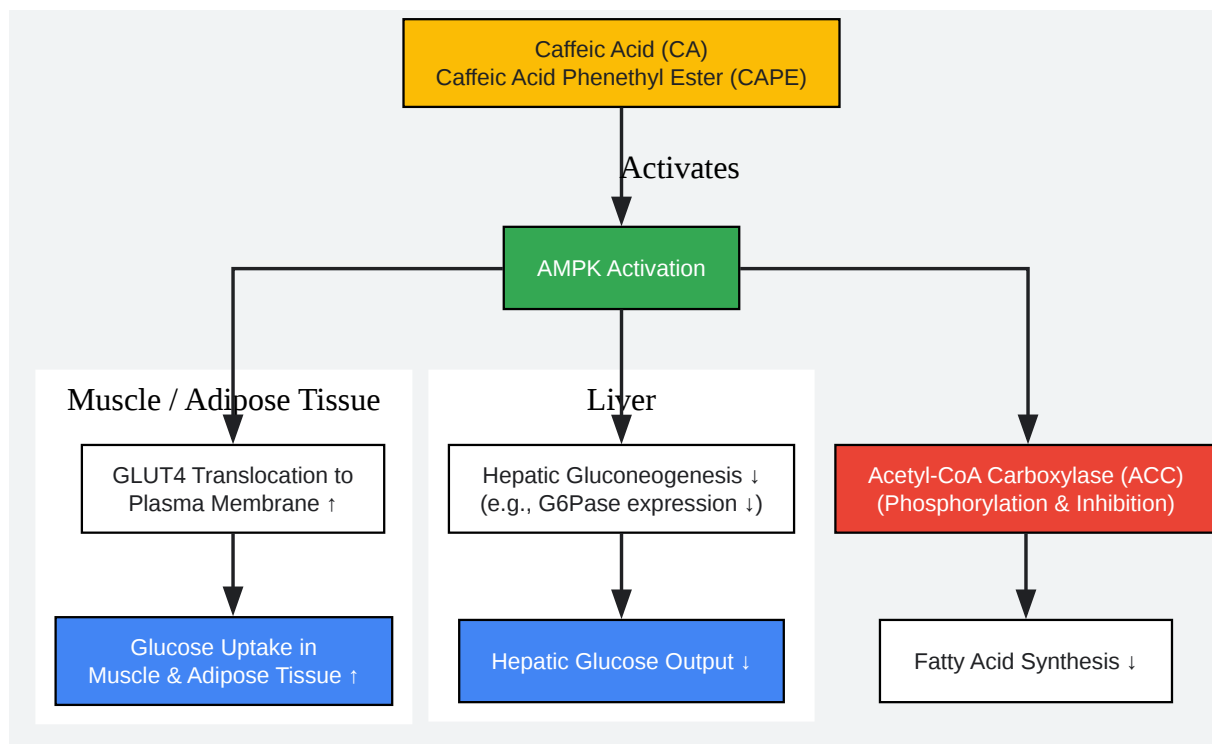 Caffeic Acid (CA)
Caffeic Acid Phenethyl Ester (CAPE)
Activates
AMPK Activation
Muscle / Adipose Tissue
Liver
GLUT4 Translocation to
Plasma Membrane ↑
Hepatic Gluconeogenesis ↓
(e.g., G6Pase expression ↓)
Acetyl-CoA Carboxylase (ACC)
(Phosphorylation & Inhibition)
Glucose Uptake in
Muscle & Adipose Tissue ↑
Hepatic Glucose Output ↓
Fatty Acid Synthesis ↓